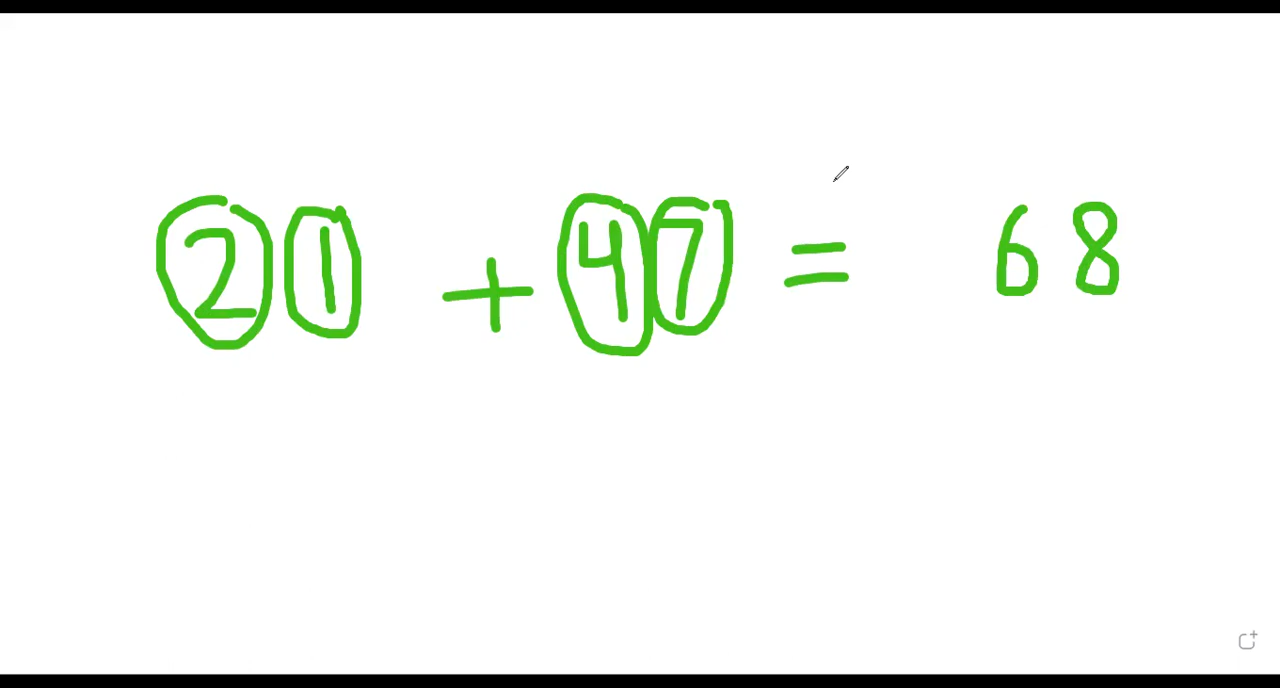 21 + 47 = 68